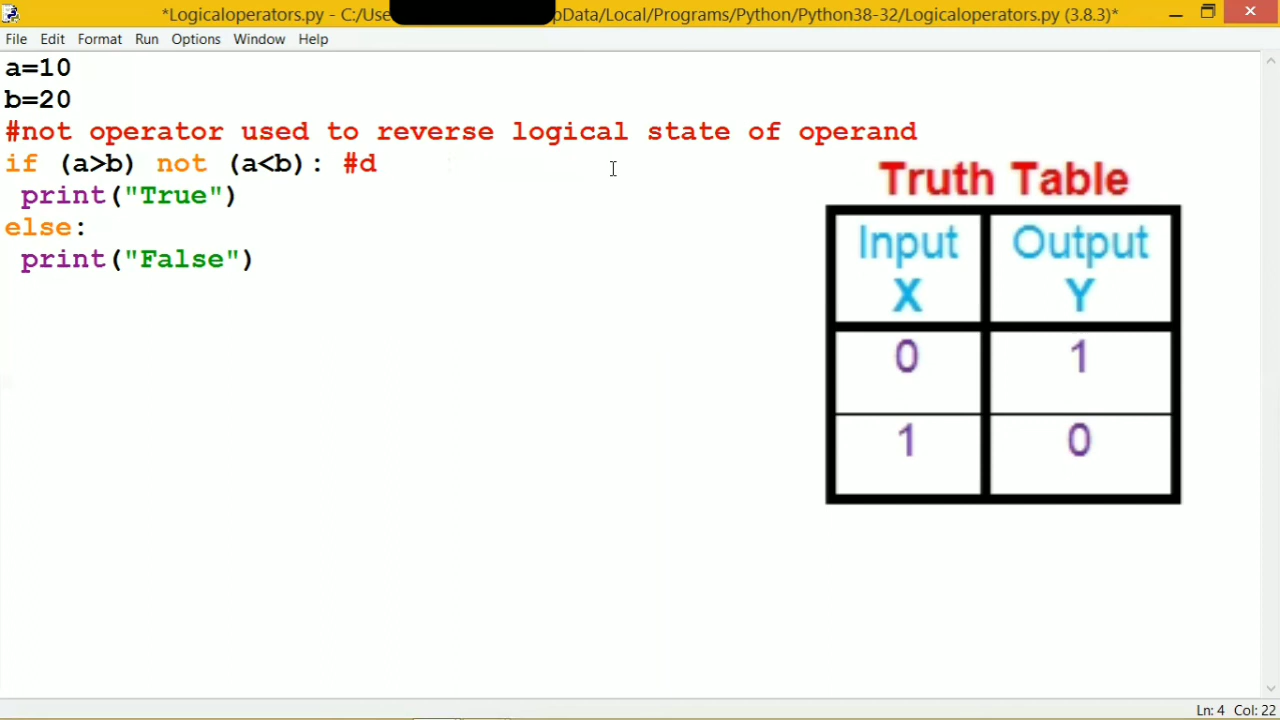 *Logicaloperators.py - C:/Use pData/Local/Programs/Python/Python38-32/Logicaloperators.py (3.8.3)*
File Edit Format Run Options Window Help
a=10
b=20
#not operator used to reverse logical state of operand
if (a>b) not (a<b): #d
 print("True")
else:
 print("False")
Truth Table
Input Output
X Y
0 1
1 0
Ln: 4 Col: 22